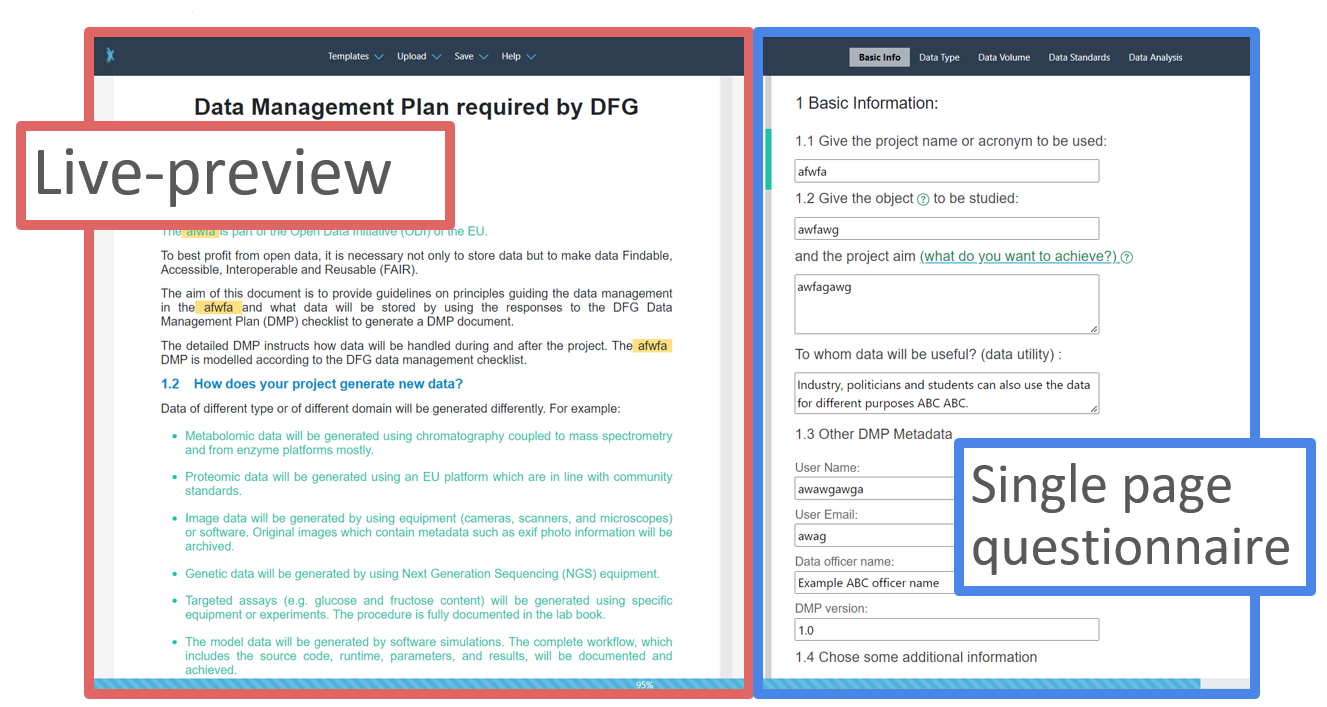 Templates Upload Save Help
Data Management Plan required by DFG
Live-preview
The afwfa is part of the Open Data Initiative (ODI) of the EU.
To best profit from open data, it is necessary not only to store data but to make data Findable,
Accessible, Interoperable and Reusable (FAIR).
The aim of this document is to provide guidelines on principles guiding the data management
in the afwfa and what data will be stored by using the responses to the DFG Data
Management Plan (DMP) checklist to generate a DMP document.
The detailed DMP instructs how data will be handled during and after the project. The afwfa
DMP is modelled according to the DFG data management checklist.
1.2 How does your project generate new data?
Data of different type or of different domain will be generated differently. For example:
• Metabolomic data will be generated using chromatography coupled to mass spectrometry
and from enzyme platforms mostly.
• Proteomic data will be generated using an EU platform which are in line with community
standards.
• Image data will be generated by using equipment (cameras, scanners, and microscopes)
or software. Original images which contain metadata such as exif photo information will be
archived.
• Genetic data will be generated by using Next Generation Sequencing (NGS) equipment.
• Targeted assays (e.g. glucose and fructose content) will be generated using specific
equipment or experiments. The procedure is fully documented in the lab book.
• The model data will be generated by software simulations. The complete workflow, which
includes the source code, runtime, parameters, and results, will be documented and
achieved.
95%
Basic Info Data Type Data Volume Data Standards Data Analysis
1 Basic Information:
1.1 Give the project name or acronym to be used:
afwfa
1.2 Give the object ? to be studied:
awfawg
and the project aim (what do you want to achieve?) ?
awfagawg
To whom data will be useful? (data utility) :
Industry, politicians and students can also use the data
for different purposes ABC ABC.
1.3 Other DMP Metadata
User Name:
awawgawga
User Email:
awag
Data officer name:
Example ABC officer name
DMP version:
1.0
1.4 Chose some additional information
Single page
questionnaire